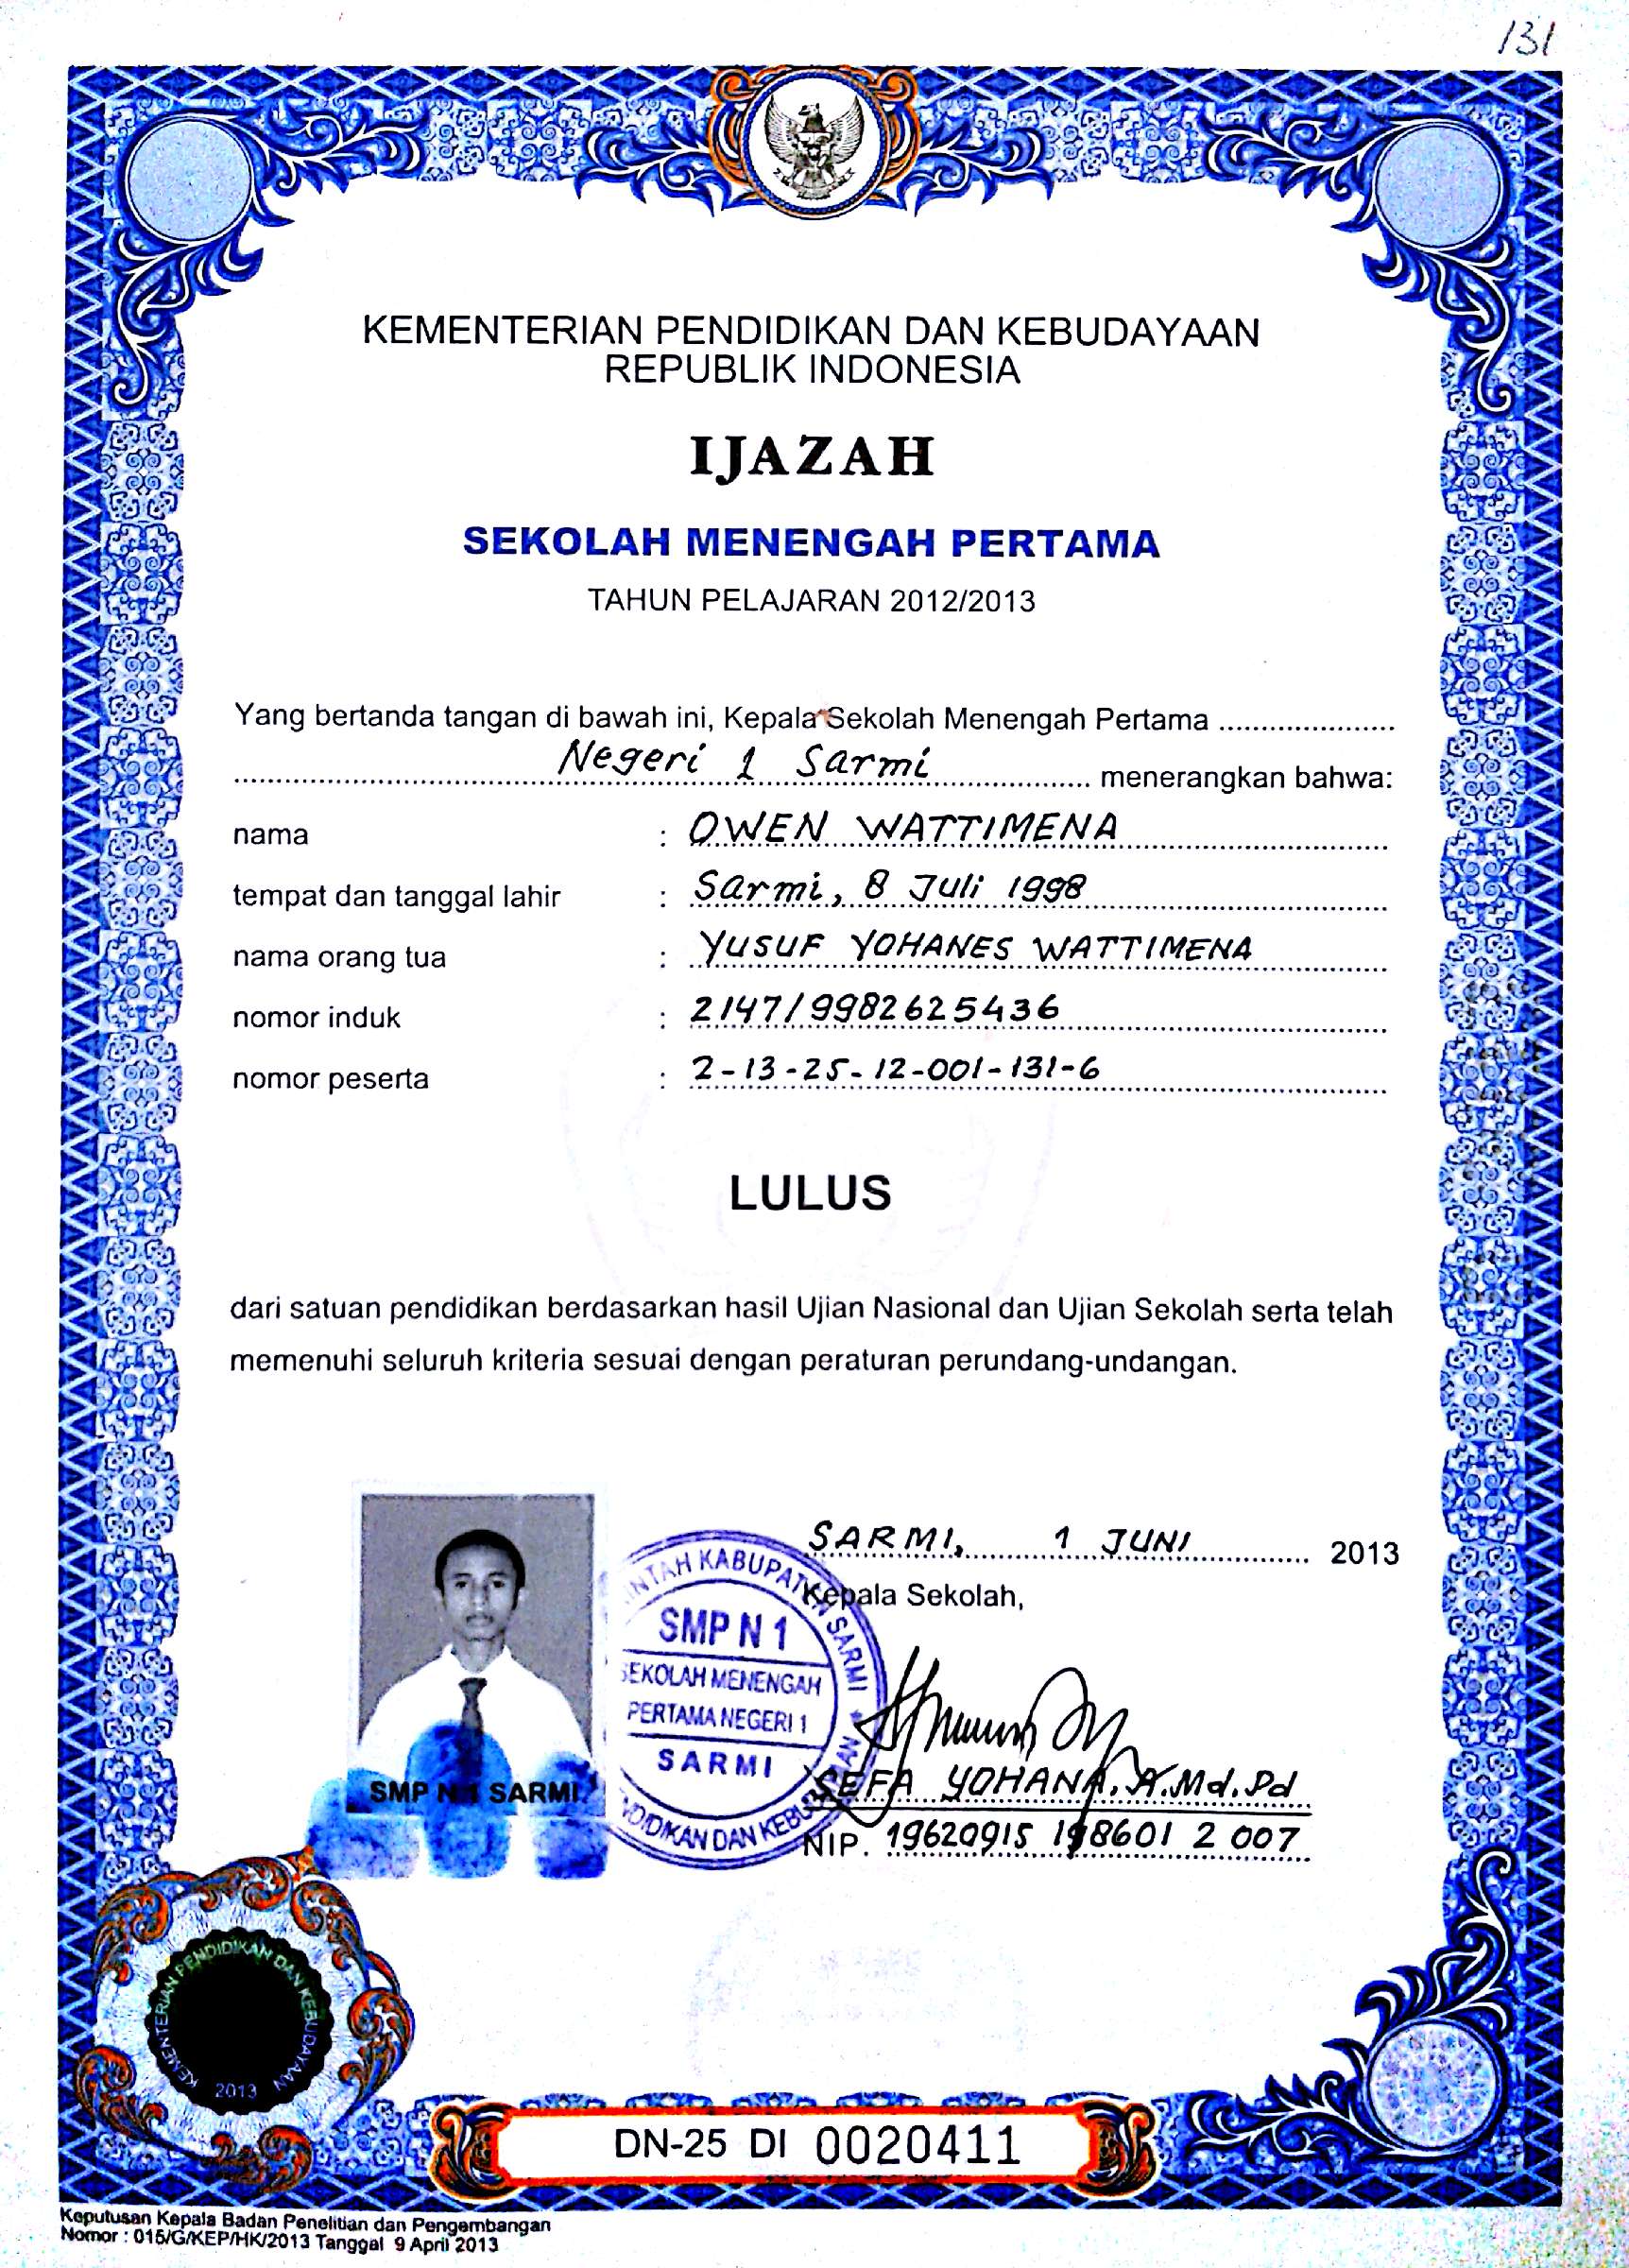 131
KEMENTERIAN PENDIDIKAN DAN KEBUDAYAAN
REPUBLIK INDONESIA
IJAZAH
SEKOLAH MENENGAH PERTAMA
TAHUN PELAJARAN 2012/2013
Yang bertanda tangan di bawah ini, Kepala Sekolah Menengah Pertama ....................
Negeri 1 Sarmi menerangkan bahwa:
nama : OWEN WATTIMENA
tempat dan tanggal lahir : Sarmi, 8 Juli 1998
nama orang tua : YUSUF YOHANES WATTIMENA
nomor induk : 2147/9982625436
nomor peserta : 2-13-25-12-001-131-6
LULUS
dari satuan pendidikan berdasarkan hasil Ujian Nasional dan Ujian Sekolah serta telah
memenuhi seluruh kriteria sesuai dengan peraturan perundang-undangan.
SARMI, 1 JUNI 2013
Kepala Sekolah,
NTAH KABUPATEN SARMI
SMP N 1
SEKOLAH MENENGAH
PERTAMA NEGERI 1
SARMI
DIDIKAN DAN KEBUDAYAAN
SEFA YOHANA, A.Md.Pd
NIP. 19620915 198601 2 007
SMP N 1 SARMI
KEMENTERIAN PENDIDIKAN DAN KEBUDAYAAN
2013
DN-25 DI 0020411
Keputusan Kepala Badan Penelitian dan Pengembangan
Nomor : 015/G/KEP/HK/2013 Tanggal 9 April 2013